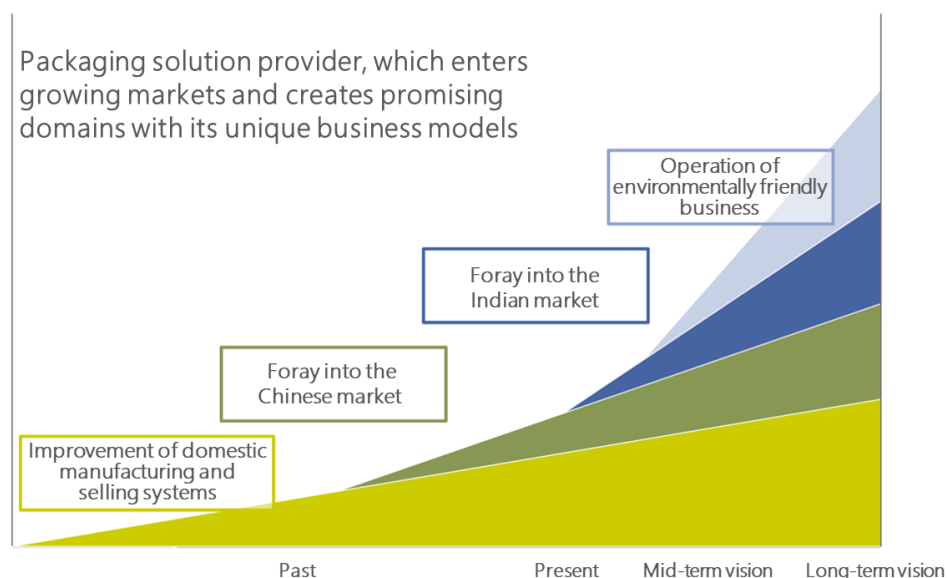 Packaging solution provider, which enters
growing markets and creates promising
domains with its unique business models
Operation of
environmentally friendly
business
Foray into the
Indian market
Foray into the
Chinese market
Improvement of domestic
manufacturing and
selling systems
Past Present Mid-term vision Long-term vision